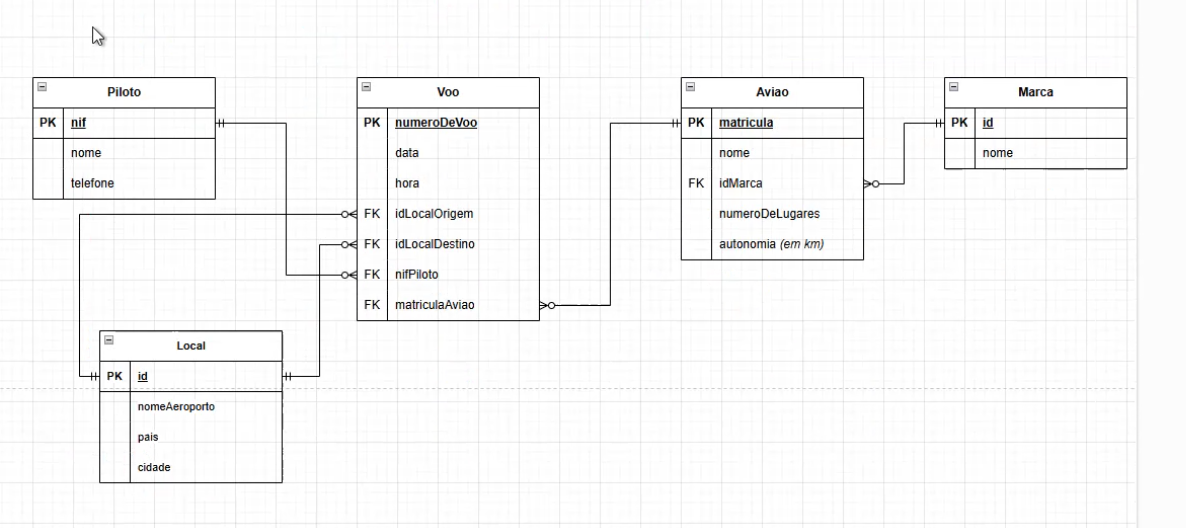 Piloto
PK nif
nome
telefone
Voo
PK numeroDeVoo
data
hora
FK idLocalOrigem
FK idLocalDestino
FK nifPiloto
FK matriculaAviao
Aviao
PK matricula
nome
FK idMarca
numeroDeLugares
autonomia (em km)
Marca
PK id
nome
Local
PK id
nomeAeroporto
pais
cidade